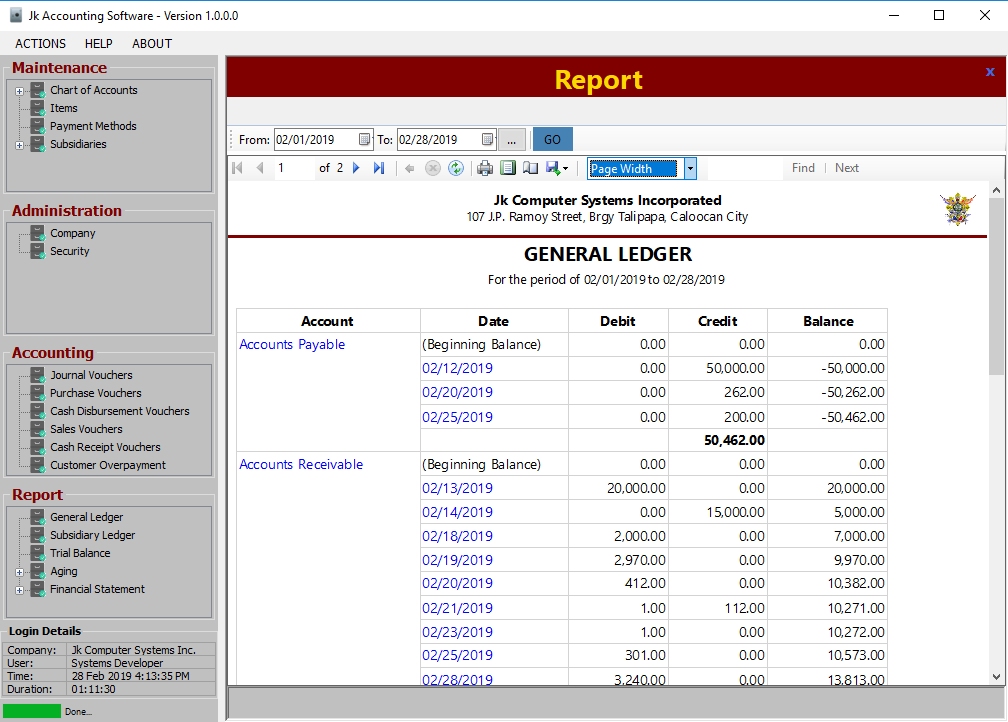 Jk Accounting Software - Version 1.0.0.0
ACTIONS HELP ABOUT
Maintenance
Chart of Accounts
Items
Payment Methods
Subsidiaries
Administration
Company
Security
Accounting
Journal Vouchers
Purchase Vouchers
Cash Disbursement Vouchers
Sales Vouchers
Cash Receipt Vouchers
Customer Overpayment
Report
General Ledger
Subsidiary Ledger
Trial Balance
Aging
Financial Statement
Login Details
Company: Jk Computer Systems Inc.
User: Systems Developer
Time: 28 Feb 2019 4:13:35 PM
Duration: 01:11:30
Done...
Report x
From: 02/01/2019 To: 02/28/2019 ... GO
1 of 2 Page Width Find | Next
Jk Computer Systems Incorporated
107 J.P. Ramoy Street, Brgy Talipapa, Caloocan City
GENERAL LEDGER
For the period of 02/01/2019 to 02/28/2019
Account Date Debit Credit Balance
Accounts Payable (Beginning Balance) 0.00 0.00 0.00
02/12/2019 0.00 50,000.00 -50,000.00
02/20/2019 0.00 262.00 -50,262.00
02/25/2019 0.00 200.00 -50,462.00
50,462.00
Accounts Receivable (Beginning Balance) 0.00 0.00 0.00
02/13/2019 20,000.00 0.00 20,000.00
02/14/2019 0.00 15,000.00 5,000.00
02/18/2019 2,000.00 0.00 7,000.00
02/19/2019 2,970.00 0.00 9,970.00
02/20/2019 412.00 0.00 10,382.00
02/21/2019 1.00 112.00 10,271.00
02/23/2019 1.00 0.00 10,272.00
02/25/2019 301.00 0.00 10,573.00
02/28/2019 3,240.00 0.00 13,813.00